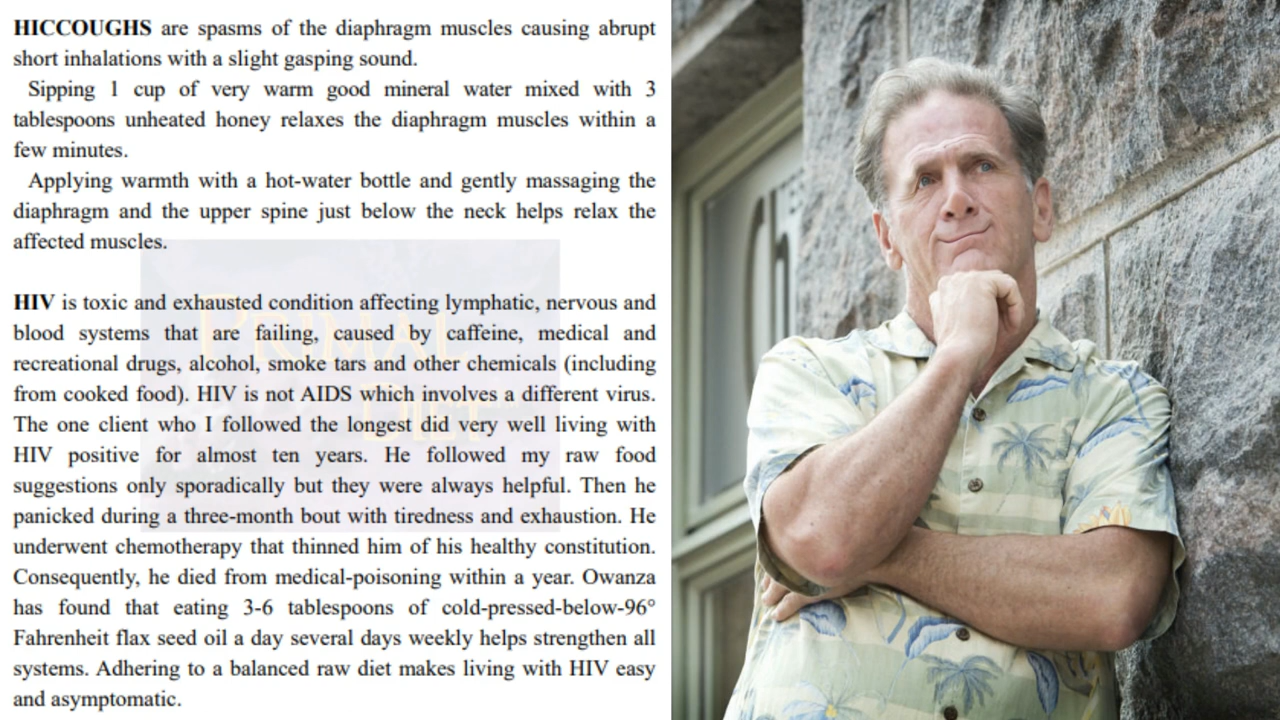 HICCOUGHS are spasms of the diaphragm muscles causing abrupt
short inhalations with a slight gasping sound.
Sipping 1 cup of very warm good mineral water mixed with 3
tablespoons unheated honey relaxes the diaphragm muscles within a
few minutes.
Applying warmth with a hot-water bottle and gently massaging the
diaphragm and the upper spine just below the neck helps relax the
affected muscles.
HIV is toxic and exhausted condition affecting lymphatic, nervous and
blood systems that are failing, caused by caffeine, medical and
recreational drugs, alcohol, smoke tars and other chemicals (including
from cooked food). HIV is not AIDS which involves a different virus.
The one client who I followed the longest did very well living with
HIV positive for almost ten years. He followed my raw food
suggestions only sporadically but they were always helpful. Then he
panicked during a three-month bout with tiredness and exhaustion. He
underwent chemotherapy that thinned him of his healthy constitution.
Consequently, he died from medical-poisoning within a year. Owanza
has found that eating 3-6 tablespoons of cold-pressed-below-96°
Fahrenheit flax seed oil a day several days weekly helps strengthen all
systems. Adhering to a balanced raw diet makes living with HIV easy
and asymptomatic.
PRIMAL
DIET